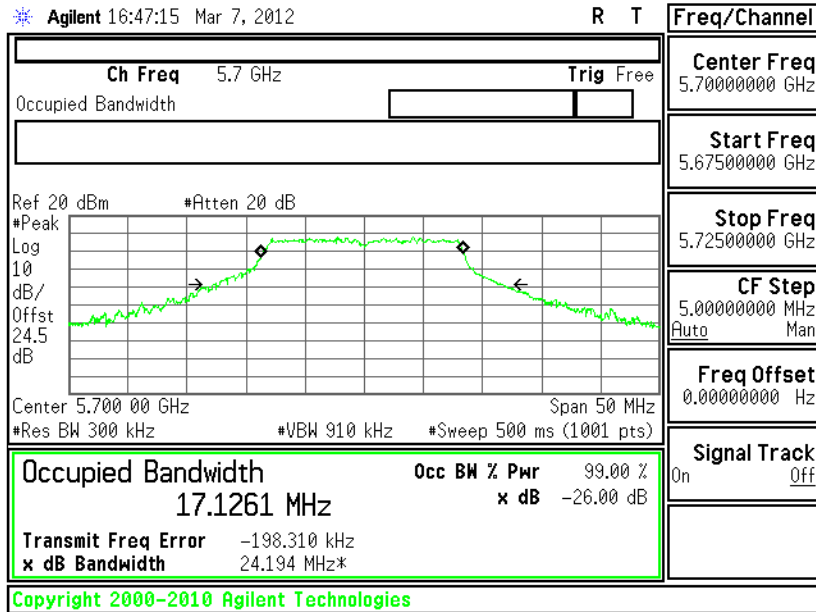 Agilent 16:47:15 Mar 7, 2012 R T
Ch Freq 5.7 GHz Trig Free
Occupied Bandwidth
Ref 20 dBm #Atten 20 dB
#Peak
Log
10
dB/
Offst
24.5
dB
Center 5.700 00 GHz Span 50 MHz
#Res BW 300 kHz #VBW 910 kHz #Sweep 500 ms (1001 pts)
Occupied Bandwidth Occ BW % Pwr 99.00 %
17.1261 MHz x dB -26.00 dB
Transmit Freq Error -198.310 kHz
x dB Bandwidth 24.194 MHz*
Copyright 2000-2010 Agilent Technologies
Freq/Channel
Center Freq
5.70000000 GHz
Start Freq
5.67500000 GHz
Stop Freq
5.72500000 GHz
CF Step
5.00000000 MHz
Auto Man
Freq Offset
0.00000000 Hz
Signal Track
On Off